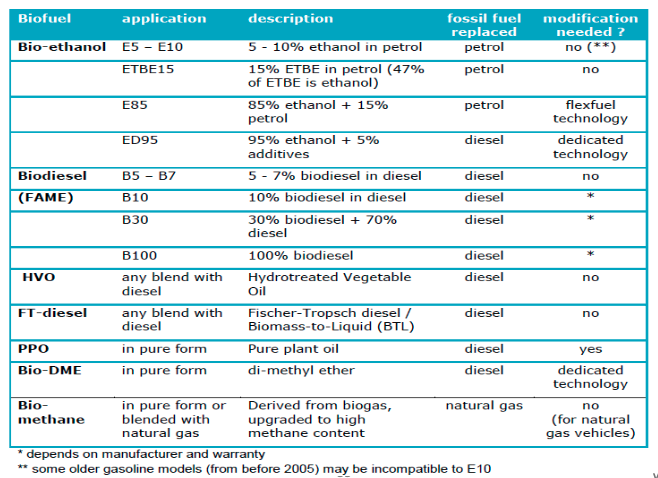 Biofuel application description fossil fuel replaced modification needed ?
Bio-ethanol E5 – E10 5 - 10% ethanol in petrol petrol no (**)
ETBE15 15% ETBE in petrol (47% of ETBE is ethanol) petrol no
E85 85% ethanol + 15% petrol petrol flexfuel technology
ED95 95% ethanol + 5% additives diesel dedicated technology
Biodiesel B5 – B7 5 - 7% biodiesel in diesel diesel no
(FAME) B10 10% biodiesel in diesel diesel *
B30 30% biodiesel + 70% diesel diesel *
B100 100% biodiesel diesel *
HVO any blend with diesel Hydrotreated Vegetable Oil diesel no
FT-diesel any blend with diesel Fischer-Tropsch diesel / Biomass-to-Liquid (BTL) diesel no
PPO in pure form Pure plant oil diesel yes
Bio-DME in pure form di-methyl ether diesel dedicated technology
Bio-methane in pure form or blended with natural gas Derived from biogas, upgraded to high methane content natural gas no (for natural gas vehicles)
* depends on manufacturer and warranty
** some older gasoline models (from before 2005) may be incompatible to E10